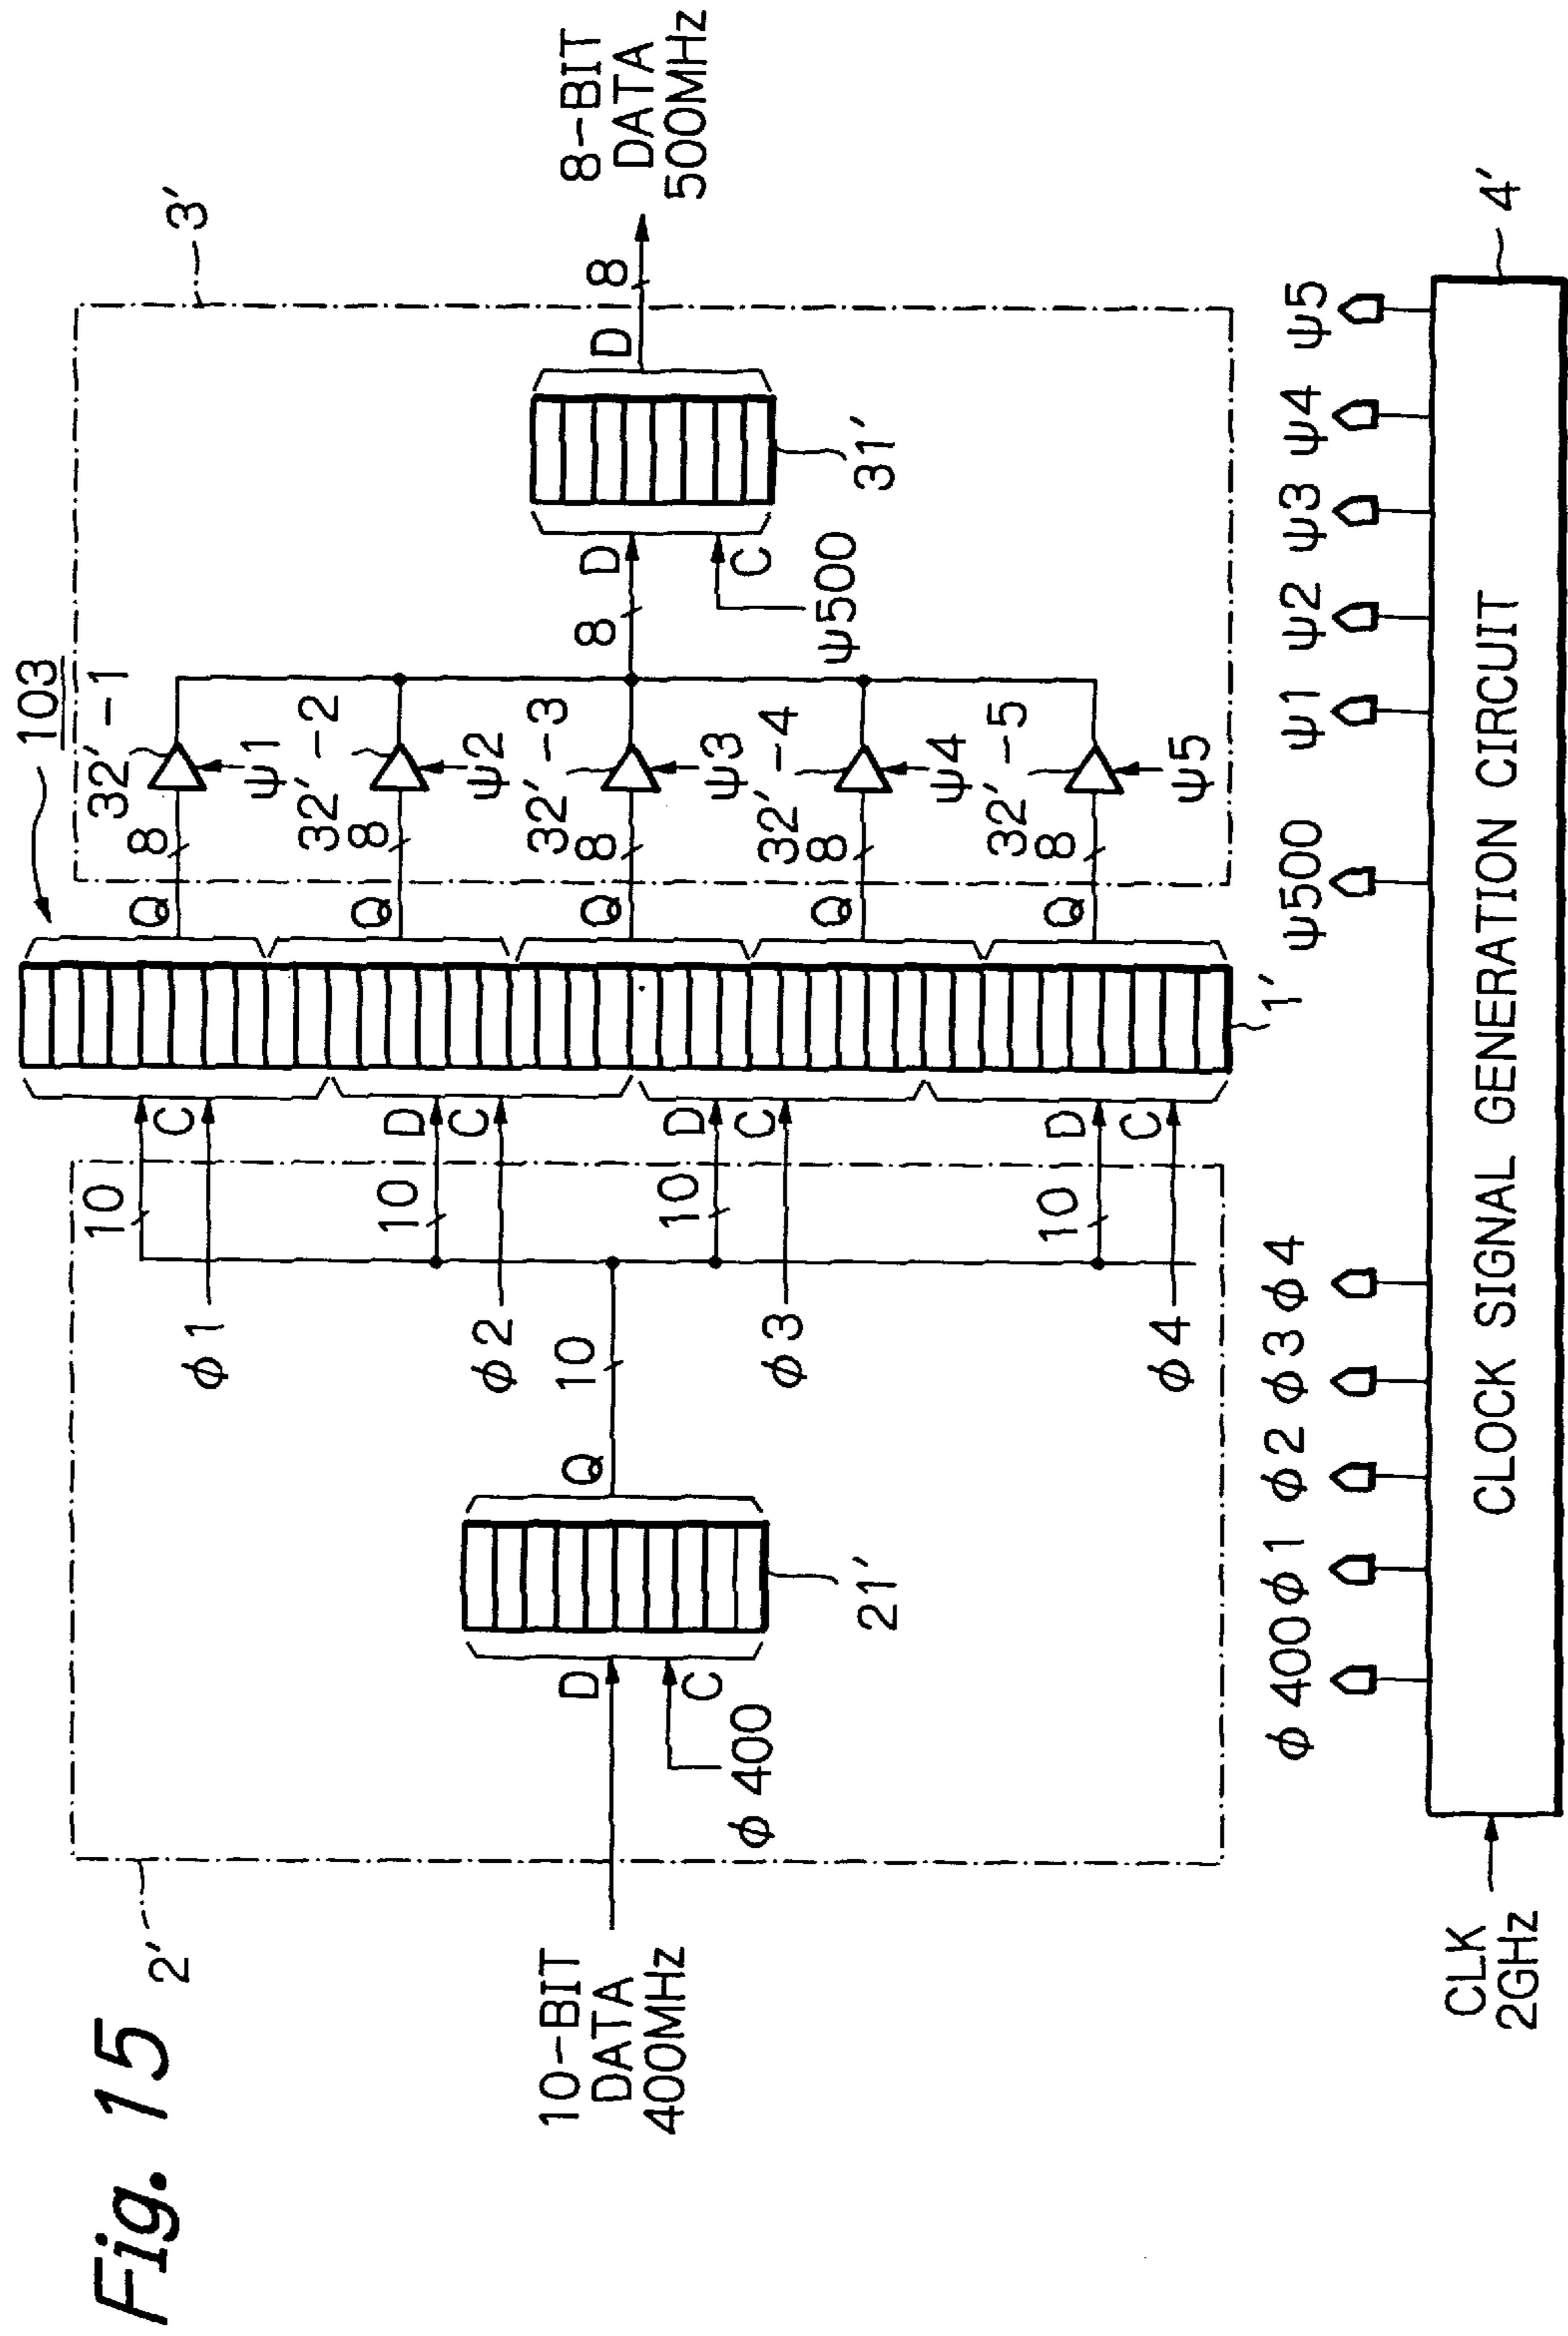 Fig. 15
103
2'
3'
10-BIT
DATA
400MHz
D
C
φ400
21'
Q
10
10
C
φ1
10
D
C
φ2
10
D
C
φ3
10
D
C
φ4
1'
Q
8
32'-1
ψ1
Q
8
32'-2
ψ2
Q
8
32'-3
ψ3
Q
8
32'-4
ψ4
Q
8
32'-5
ψ5
8
D
C
ψ500
31'
D
8
8-BIT
DATA
500MHz
φ400
φ1
φ2
φ3
φ4
ψ500
ψ1
ψ2
ψ3
ψ4
ψ5
CLK
2GHz
CLOCK SIGNAL GENERATION CIRCUIT
4'